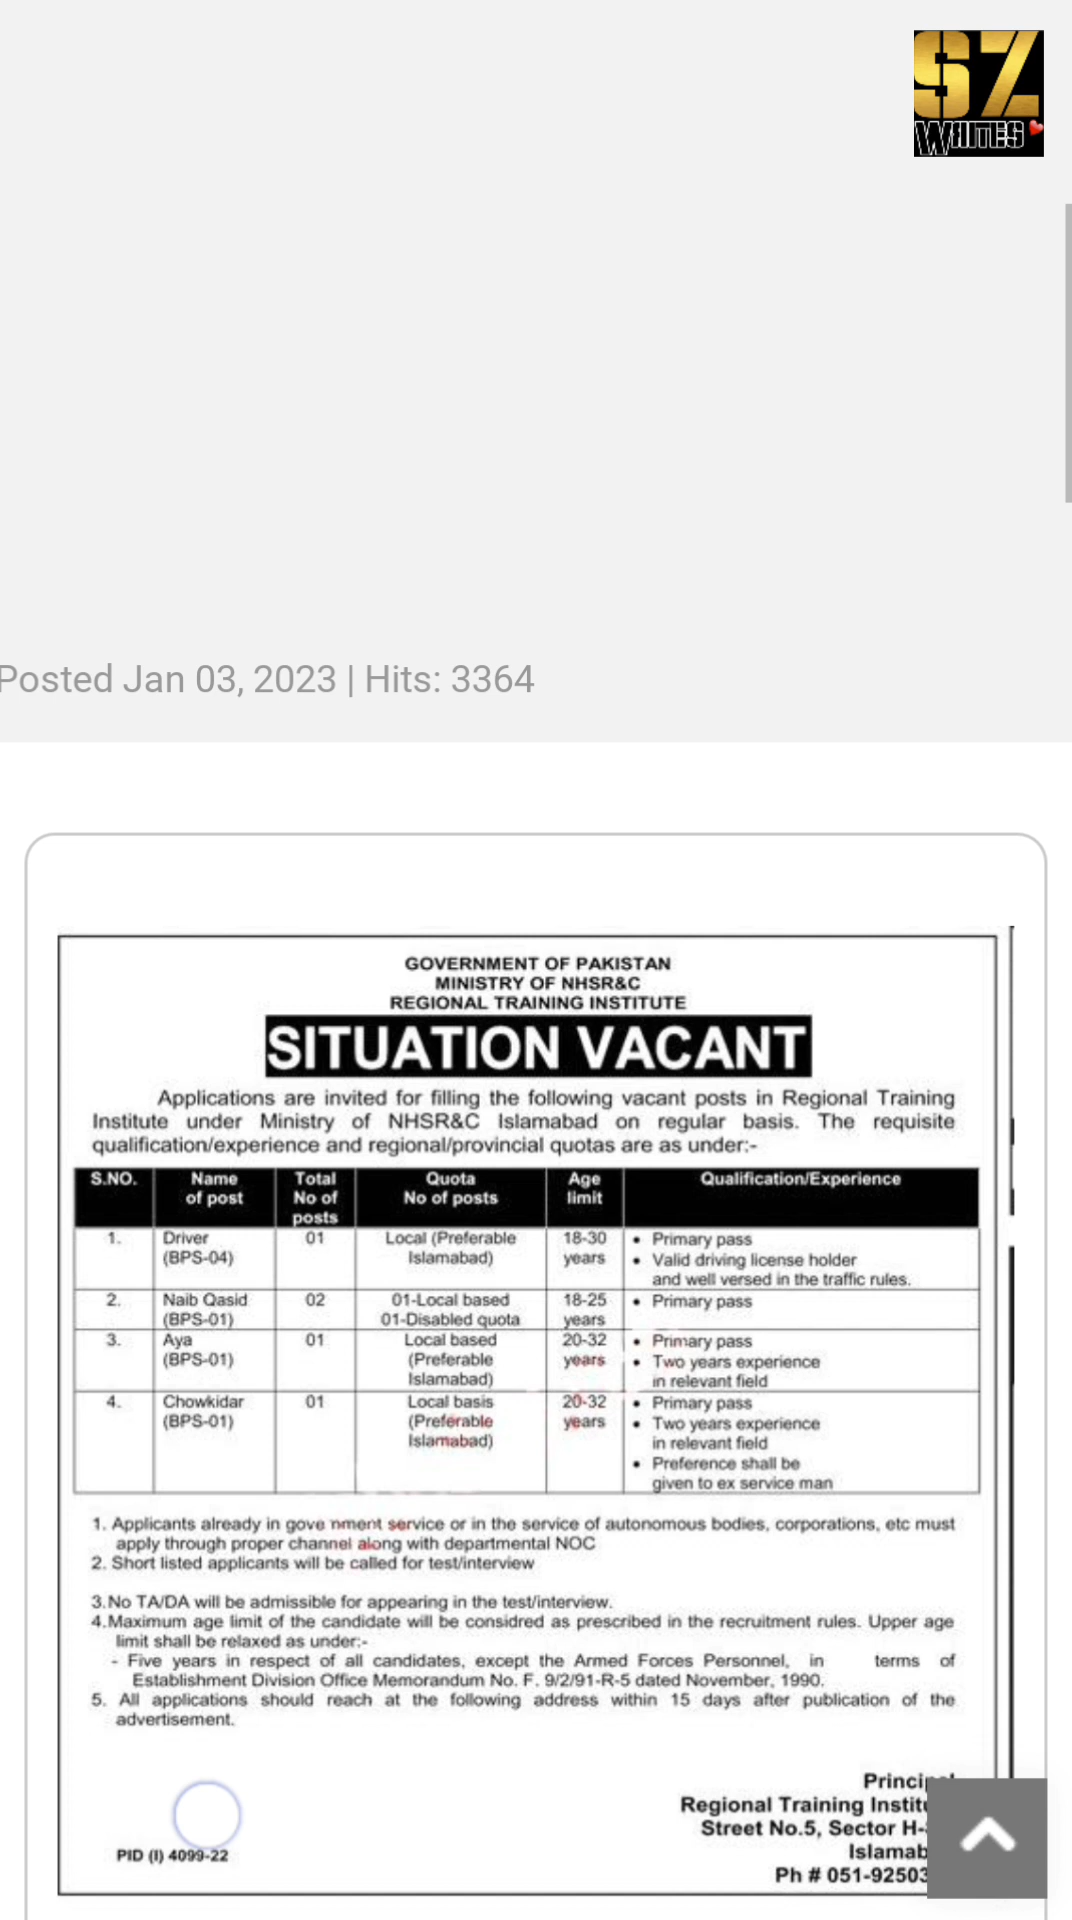 SZ
WRITES
Posted Jan 03, 2023 | Hits: 3364
GOVERNMENT OF PAKISTAN
MINISTRY OF NHSR&C
REGIONAL TRAINING INSTITUTE
SITUATION VACANT
Applications are invited for filling the following vacant posts in Regional Training
Institute under Ministry of NHSR&C Islamabad on regular basis. The requisite
qualification/experience and regional/provincial quotas are as under:-
S.NO. Name of post Total No of posts Quota No of posts Age limit Qualification/Experience
1. Driver (BPS-04) 01 Local (Preferable Islamabad) 18-30 years • Primary pass
• Valid driving license holder
and well versed in the traffic rules.
2. Naib Qasid (BPS-01) 02 01-Local based 01-Disabled quota 18-25 years • Primary pass
3. Aya (BPS-01) 01 Local based (Preferable Islamabad) 20-32 years • Primary pass
• Two years experience
in relevant field
4. Chowkidar (BPS-01) 01 Local basis (Preferable Islamabad) 20-32 years • Primary pass
• Two years experience
in relevant field
• Preference shall be
given to ex service man
1. Applicants already in government service or in the service of autonomous bodies, corporations, etc must
apply through proper channel along with departmental NOC
2. Short listed applicants will be called for test/interview
3.No TA/DA will be admissible for appearing in the test/interview.
4.Maximum age limit of the candidate will be considred as prescribed in the recruitment rules. Upper age
limit shall be relaxed as under:-
- Five years in respect of all candidates, except the Armed Forces Personnel, in terms of
Establishment Division Office Memorandum No. F. 9/2/91-R-5 dated November, 1990.
5. All applications should reach at the following address within 15 days after publication of the
advertisement.
Regional Training
Street No.5, Sector
Ph #
PID (I) 4099-22